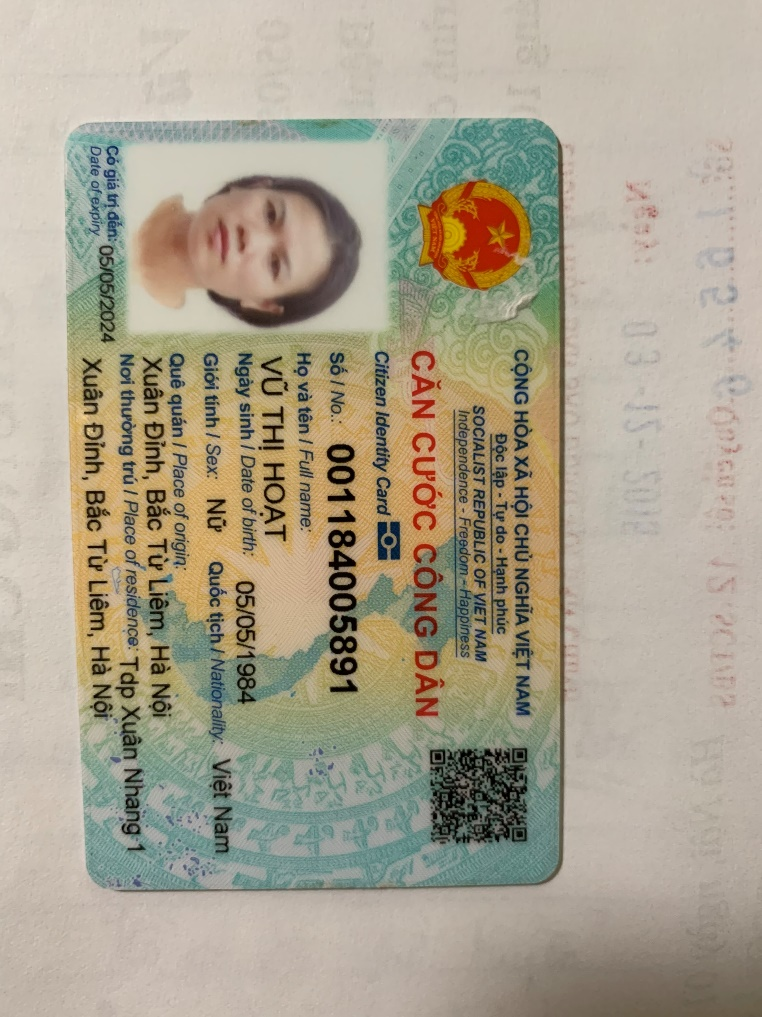 CỘNG HÒA XÃ HỘI CHỦ NGHĨA VIỆT NAM
Độc lập - Tự do - Hạnh phúc
SOCIALIST REPUBLIC OF VIET NAM
Independence - Freedom - Happiness
CĂN CƯỚC CÔNG DÂN
Citizen Identity Card
Số / No.: 001184005891
Họ và tên / Full name:
VŨ THỊ HOẠT
Ngày sinh / Date of birth: 05/05/1984
Giới tính / Sex: Nữ Quốc tịch / Nationality: Việt Nam
Quê quán / Place of origin:
Xuân Đỉnh, Bắc Từ Liêm, Hà Nội
Nơi thường trú / Place of residence: Tdp Xuân Nhang 1
Xuân Đỉnh, Bắc Từ Liêm, Hà Nội
Có giá trị đến: 05/05/2024
Date of expiry